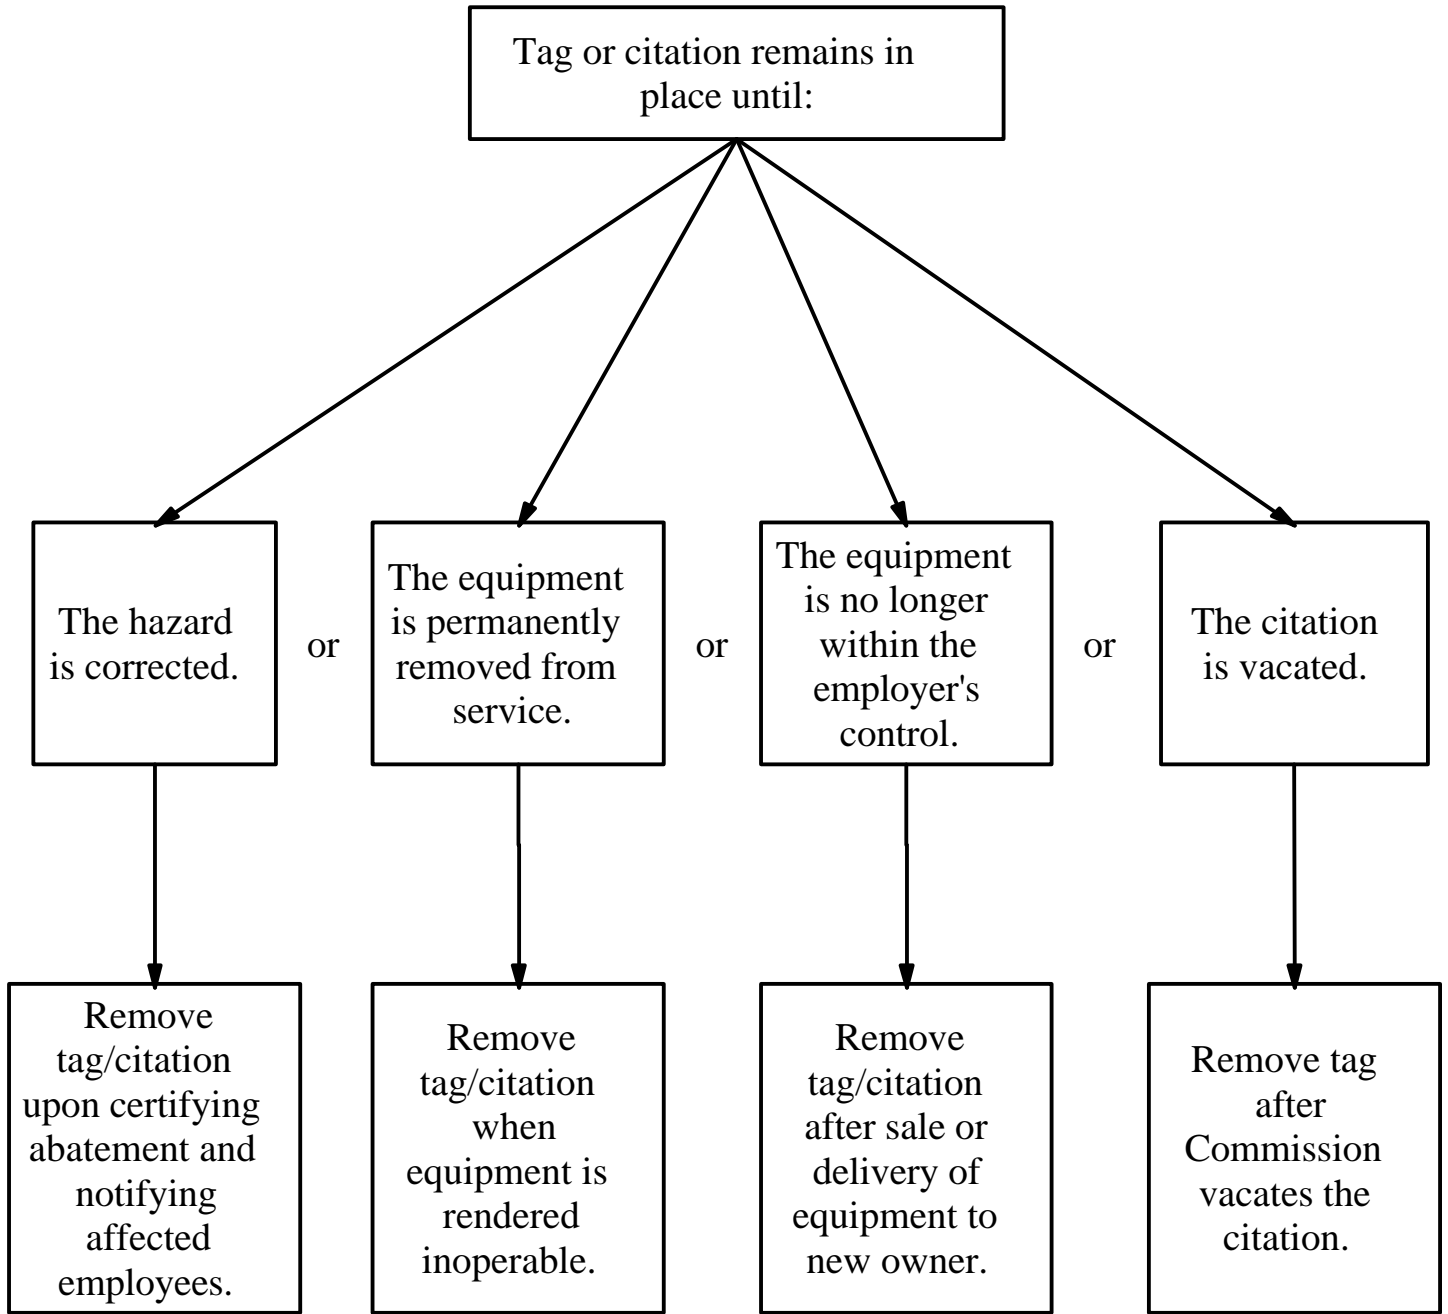 Tag or citation remains in
place until:
The hazard
is corrected.
or
The equipment
is permanently
removed from
service.
or
The equipment
is no longer
within the
employer's
control.
or
The citation
is vacated.
Remove
tag/citation
upon certifying
abatement and
notifying
affected
employees.
Remove
tag/citation
when
equipment is
rendered
inoperable.
Remove
tag/citation
after sale or
delivery of
equipment to
new owner.
Remove tag
after
Commission
vacates the
citation.